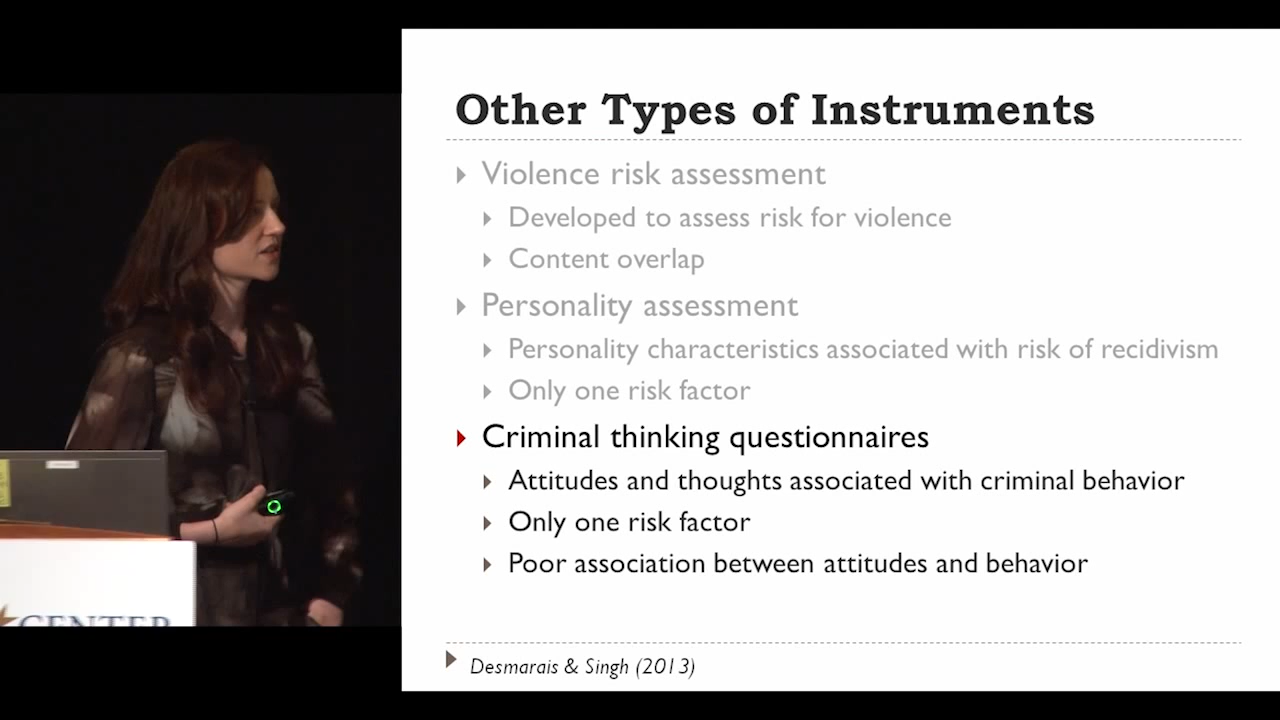 Other Types of Instruments
Violence risk assessment
Developed to assess risk for violence
Content overlap
Personality assessment
Personality characteristics associated with risk of recidivism
Only one risk factor
Criminal thinking questionnaires
Attitudes and thoughts associated with criminal behavior
Only one risk factor
Poor association between attitudes and behavior
Desmarais & Singh (2013)
CENTER